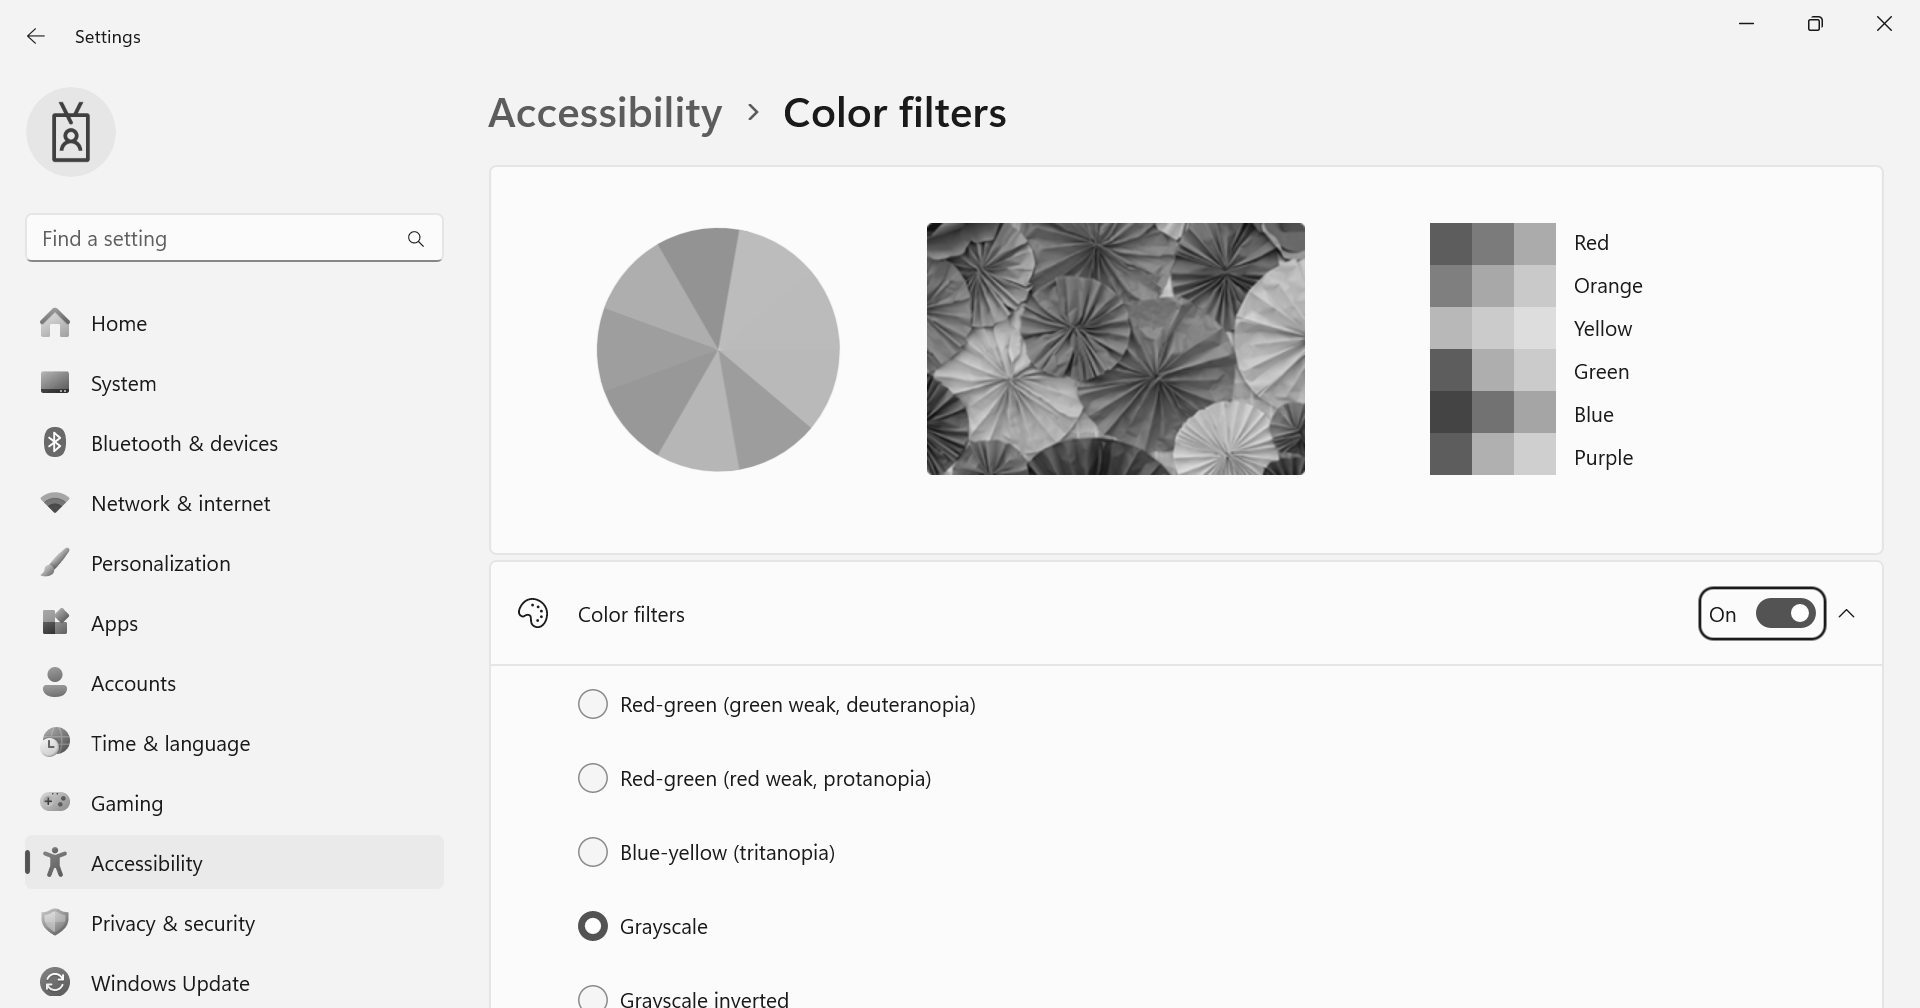 Settings
Accessibility > Color filters
Find a setting
Home
System
Bluetooth & devices
Network & internet
Personalization
Apps
Accounts
Time & language
Gaming
Accessibility
Privacy & security
Windows Update
Red
Orange
Yellow
Green
Blue
Purple
Color filters
On
Red-green (green weak, deuteranopia)
Red-green (red weak, protanopia)
Blue-yellow (tritanopia)
Grayscale
Grayscale inverted